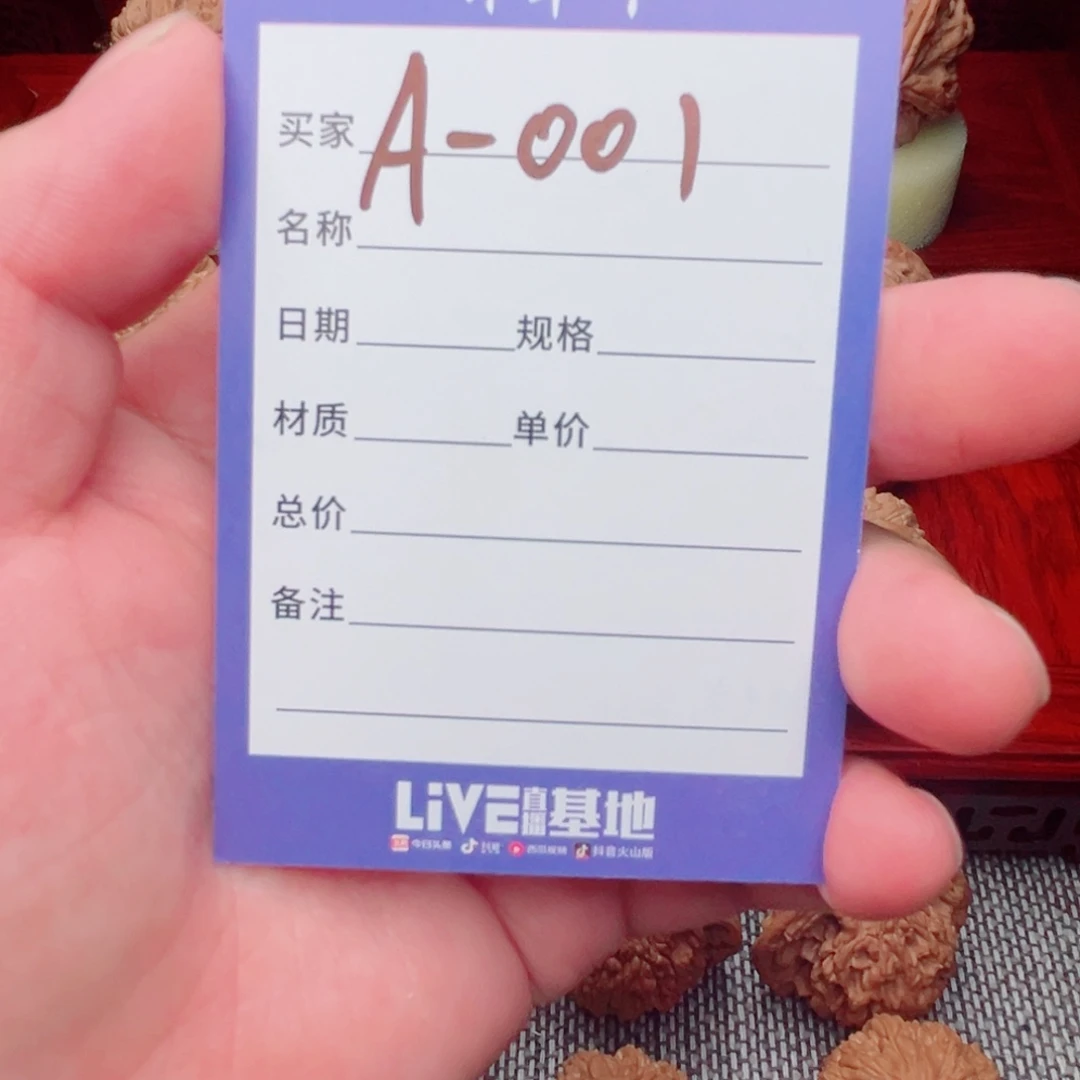 买家 A-001
名称
日期 规格
材质 单价
总价
备注
LiVE直播基地
今日头条 抖音 西瓜视频 抖音火山版